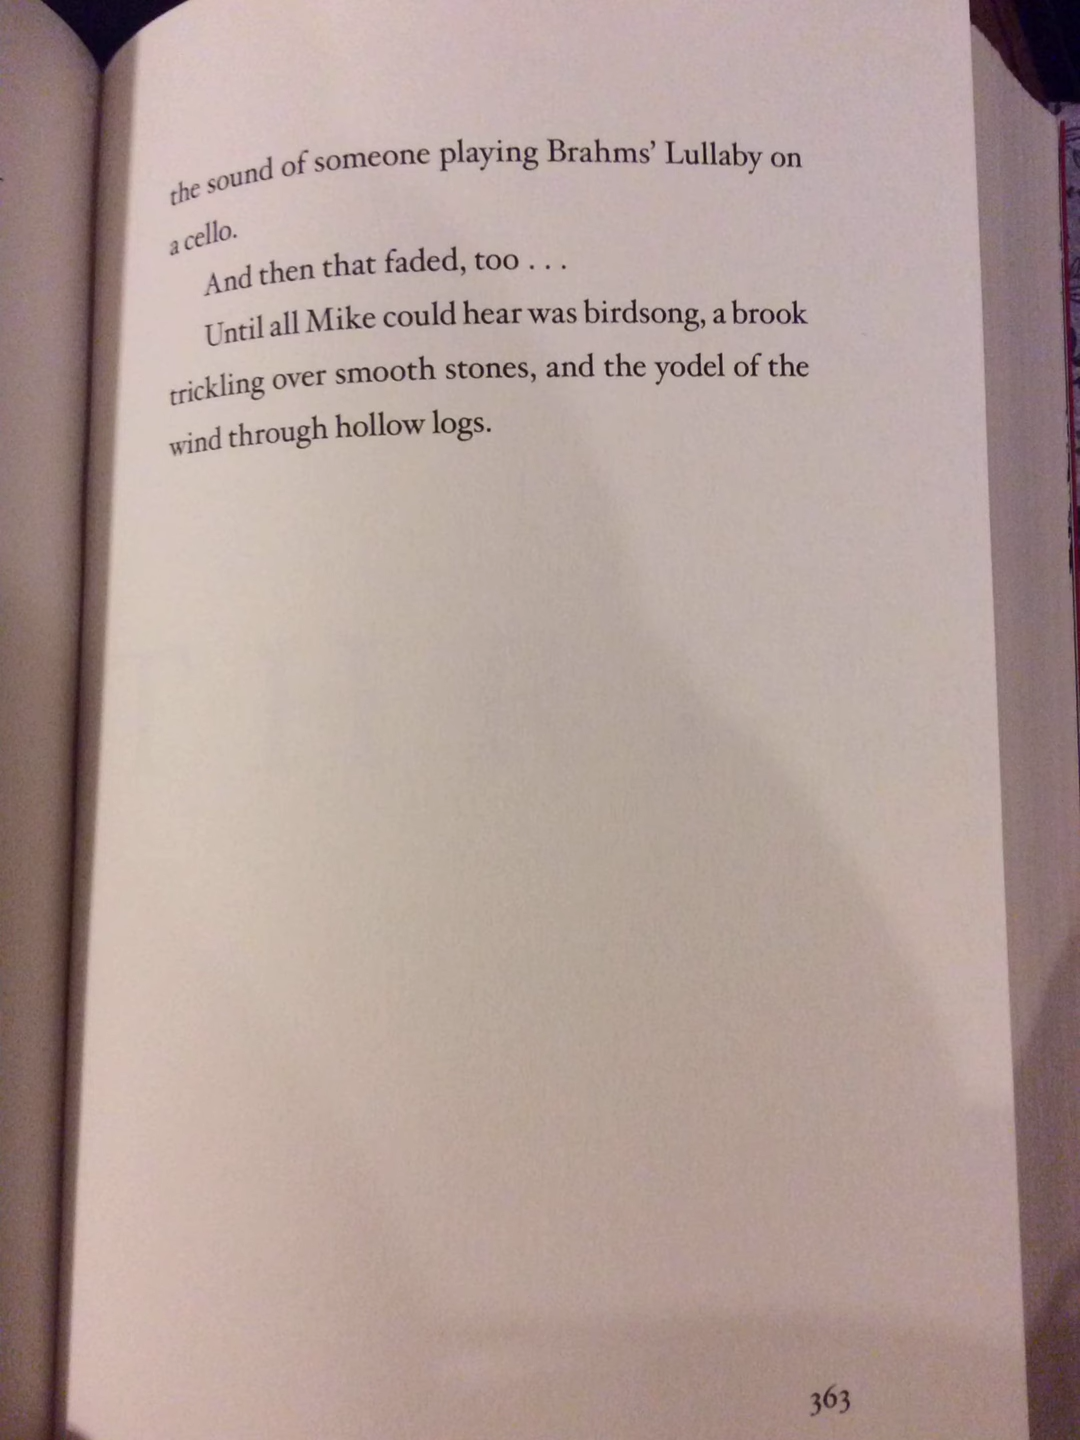 the sound of someone playing Brahms’ Lullaby on
a cello.
And then that faded, too . . .
Until all Mike could hear was birdsong, a brook
trickling over smooth stones, and the yodel of the
wind through hollow logs.
363